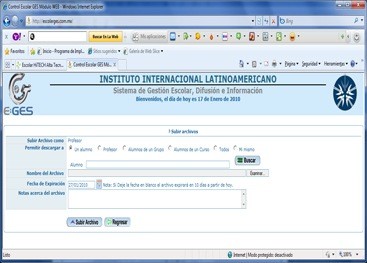 Control Escolar GES Módulo WEB - Windows Internet Explorer
http://escolarges.com.mx/
Bing
Buscar en la Web
Mis aplicaciones
Favoritos
Inicio - Programa de Implan...
Sitios sugeridos
Galería de Web Slice
Escolar HITECH-Alta Tecno...
Control Escolar GES Mó...
Página
Seguridad
Herramientas
INSTITUTO INTERNACIONAL LATINOAMERICANO
Sistema de Gestión Escolar, Difusión e Información
Bienvenidos, el día de hoy es 17 de Enero de 2010
E-GES
! Subir archivos
Subir Archivo como Profesor
Permitir descargar a Un alumno Profesor Alumnos de un Grupo Alumnos de un Curso Todos Mi mismo
Alumno Buscar
Nombre del Archivo Examinar...
Fecha de Expiración 27/01/2010 Nota: Si Deja la fecha en blanco el archivo expirará en 10 días a partir de hoy.
Notas acerca del archivo
Subir Archivo Regresar
Listo
Internet | Modo protegido: desactivado
100%